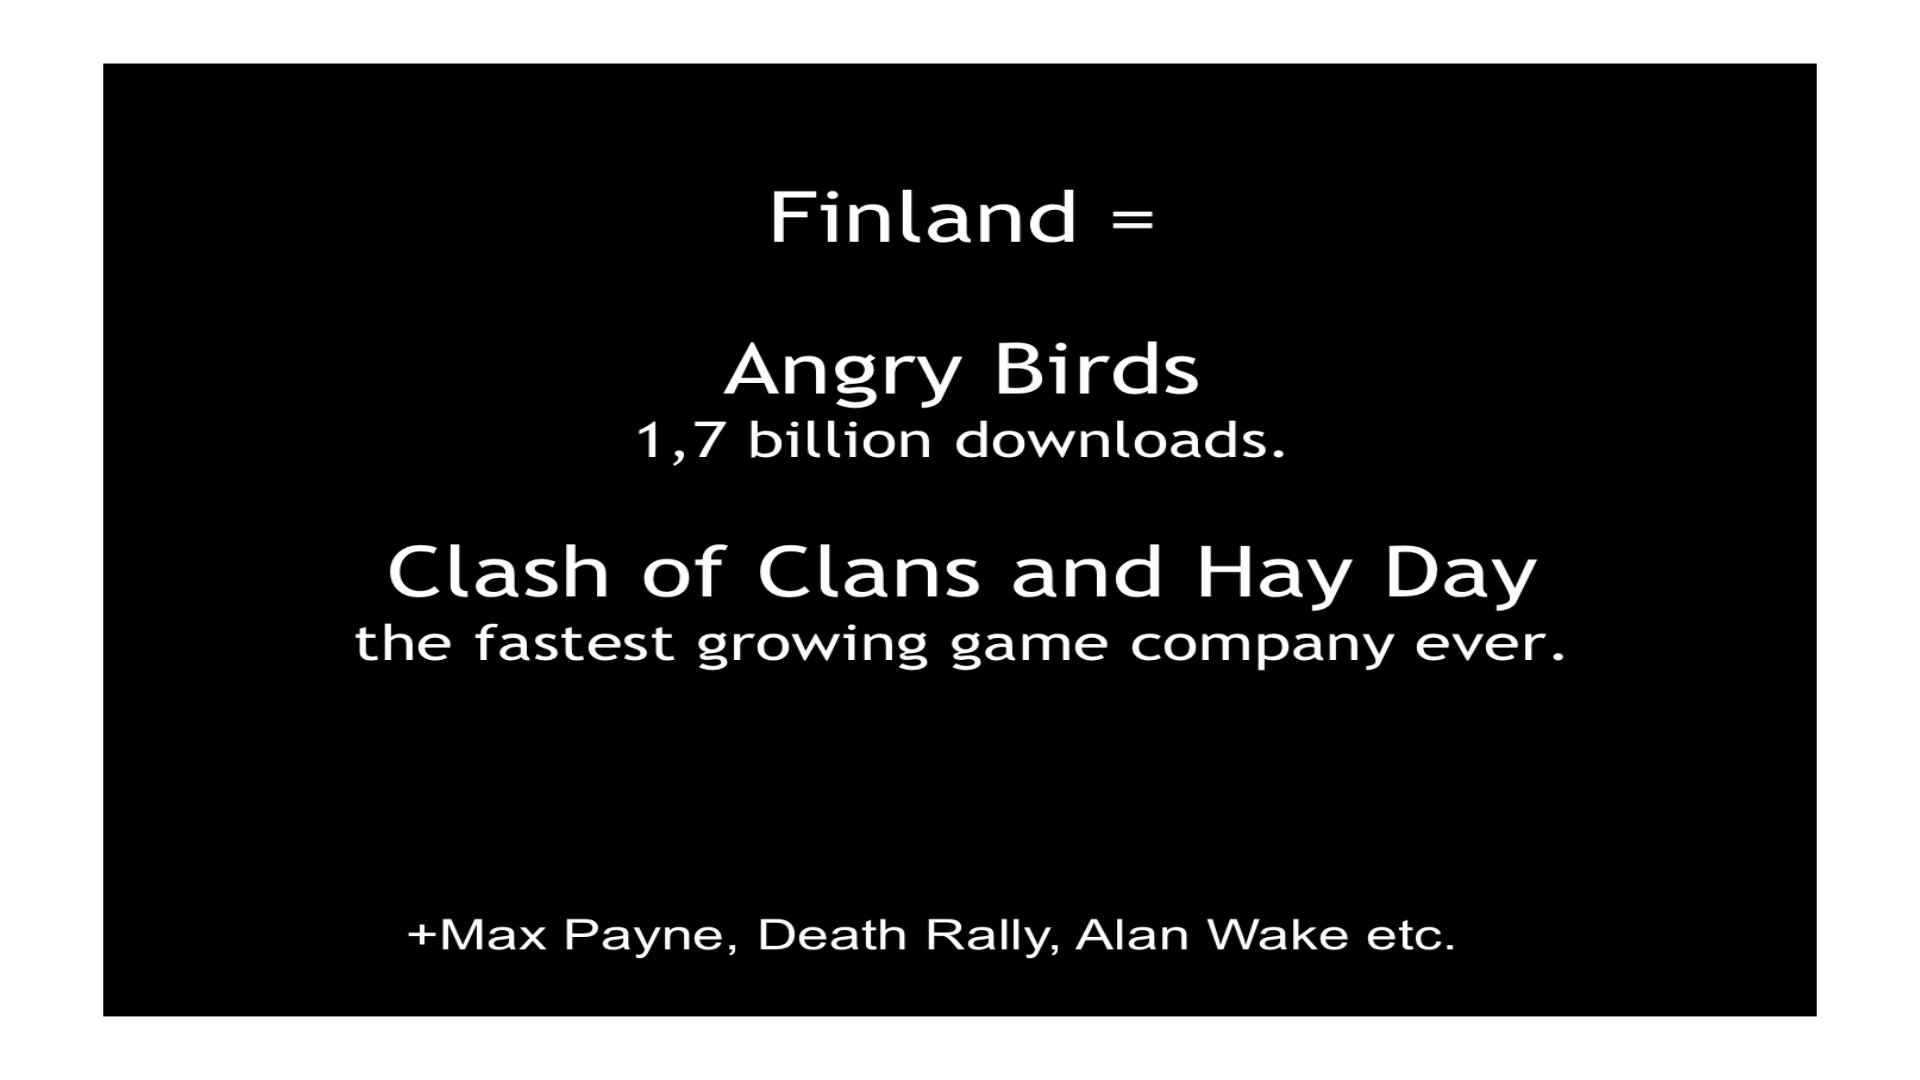 Finland =
Angry Birds
1,7 billion downloads.
Clash of Clans and Hay Day
the fastest growing game company ever.
+Max Payne, Death Rally, Alan Wake etc.